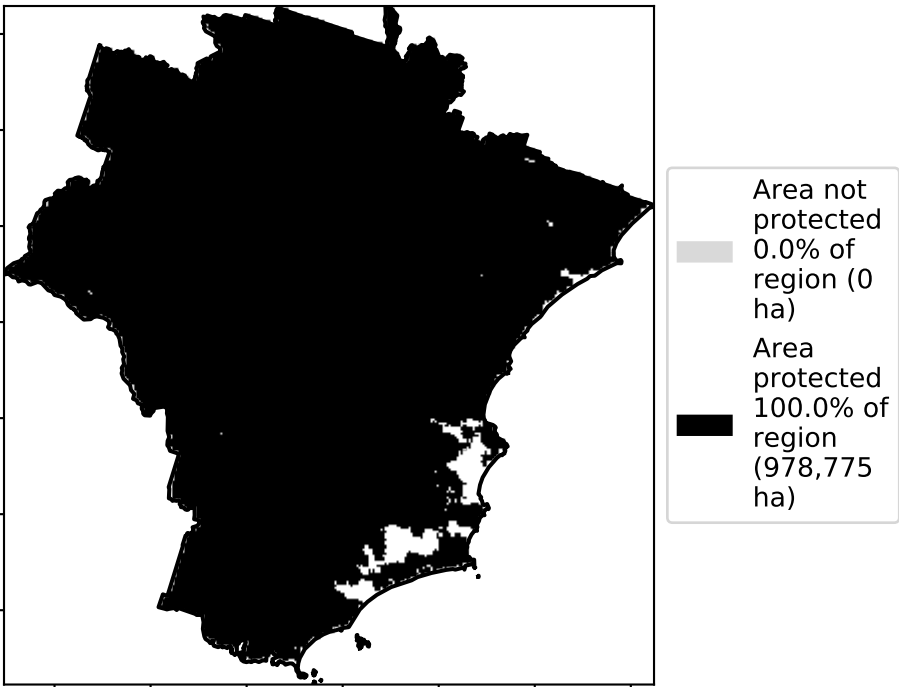 Area not
protected
0.0% of
region (0
ha)
Area
protected
100.0% of
region
(978,775
ha)